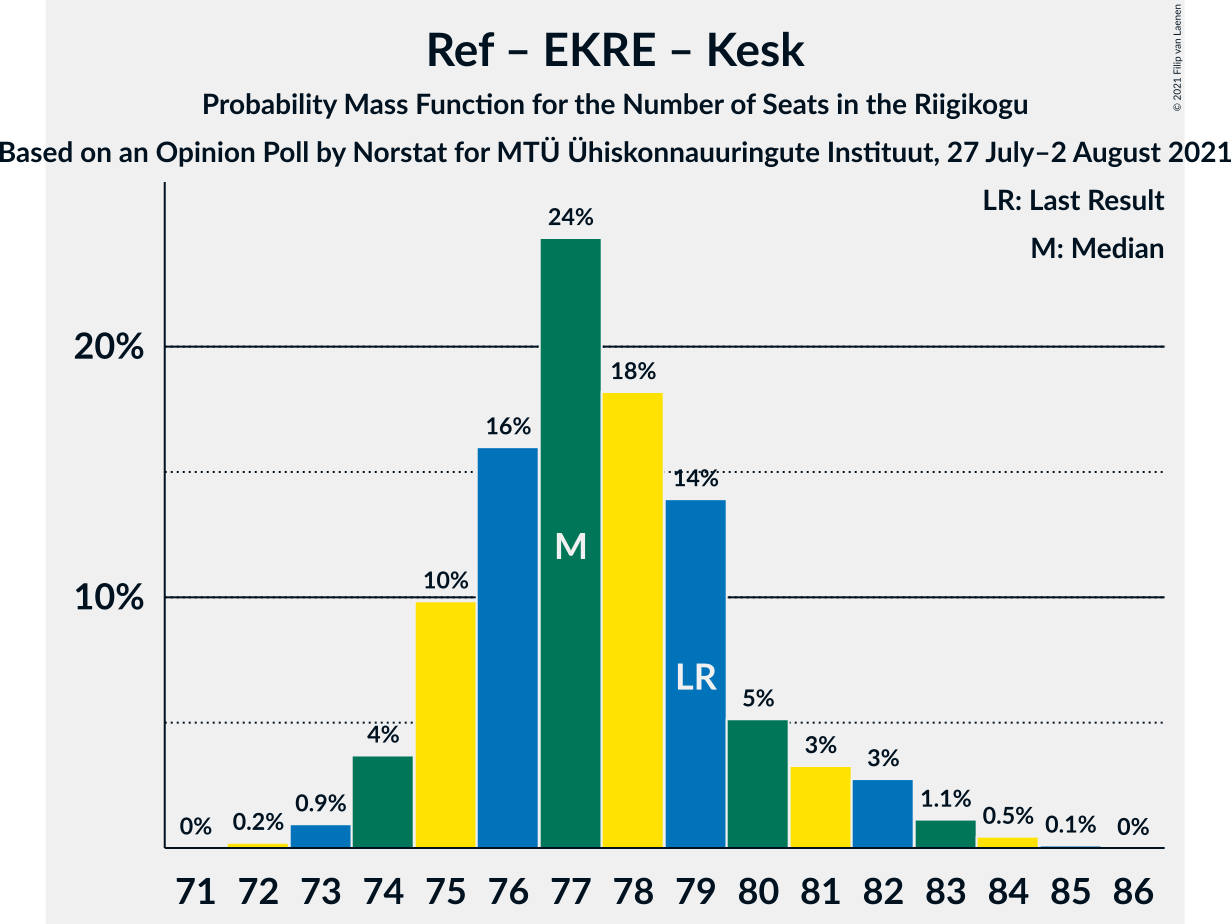 Ref – EKRE – Kesk
Probability Mass Function for the Number of Seats in the Riigikogu
Based on an Opinion Poll by Norstat for MTÜ Ühiskonnauuringute Instituut, 27 July–2 August 2021
© 2021 Filip van Laenen
LR: Last Result
M: Median
20%
10%
0%
0.2%
0.9%
4%
10%
16%
24%
18%
14%
5%
3%
3%
1.1%
0.5%
0.1%
0%
M
LR
71 72 73 74 75 76 77 78 79 80 81 82 83 84 85 86